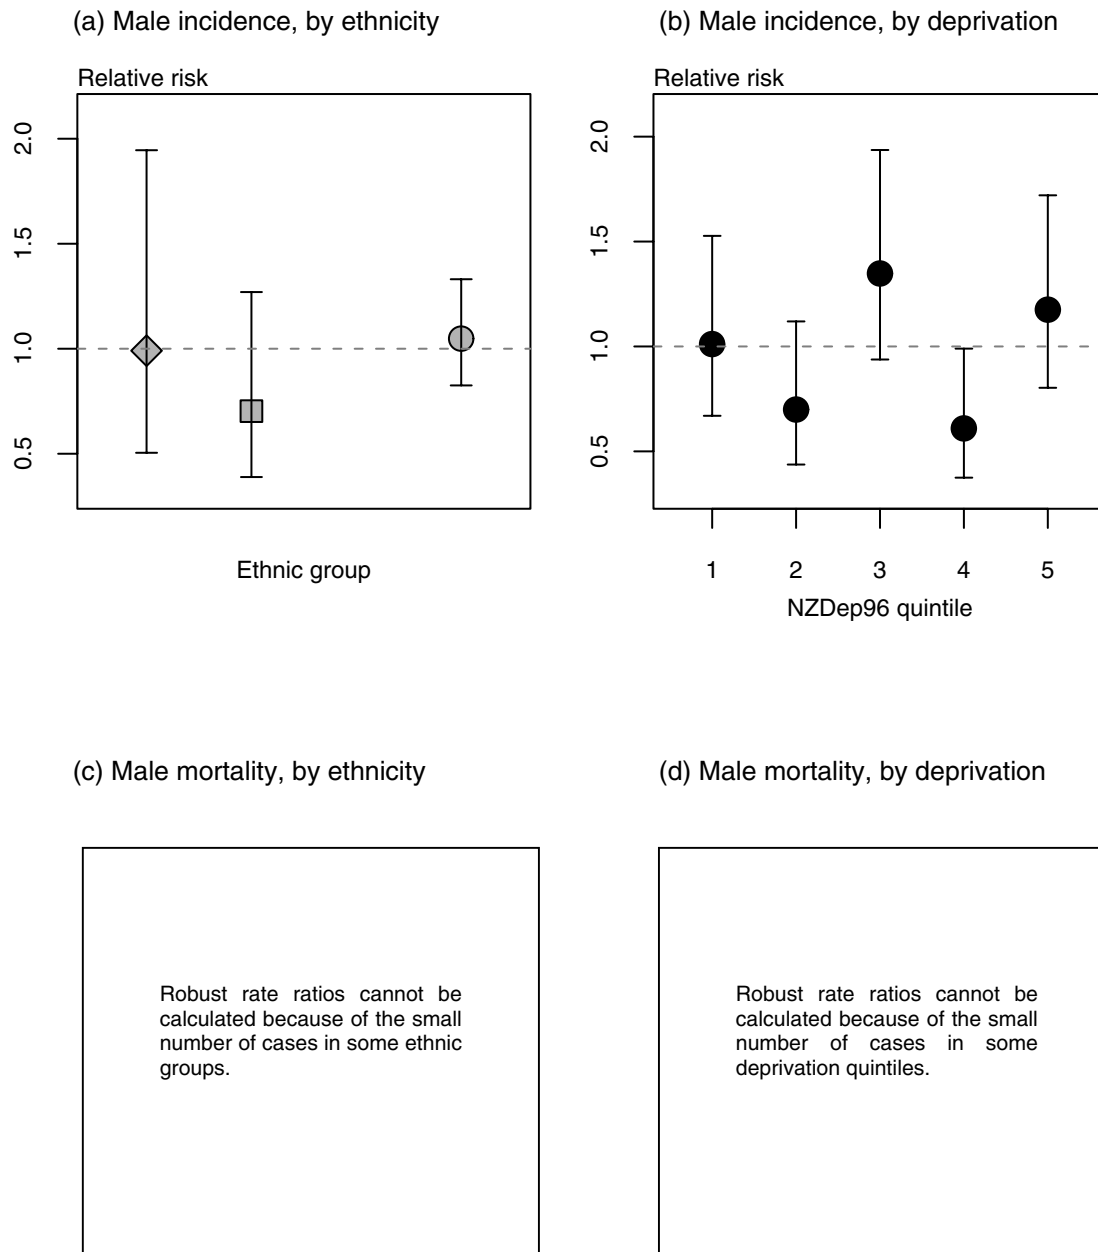 (a) Male incidence, by ethnicity
Relative risk
2.0
1.5
1.0
0.5
Ethnic group
(b) Male incidence, by deprivation
Relative risk
2.0
1.5
1.0
0.5
1 2 3 4 5
NZDep96 quintile
(c) Male mortality, by ethnicity
Robust rate ratios cannot be
calculated because of the small
number of cases in some ethnic
groups.
(d) Male mortality, by deprivation
Robust rate ratios cannot be
calculated because of the small
number of cases in some
deprivation quintiles.